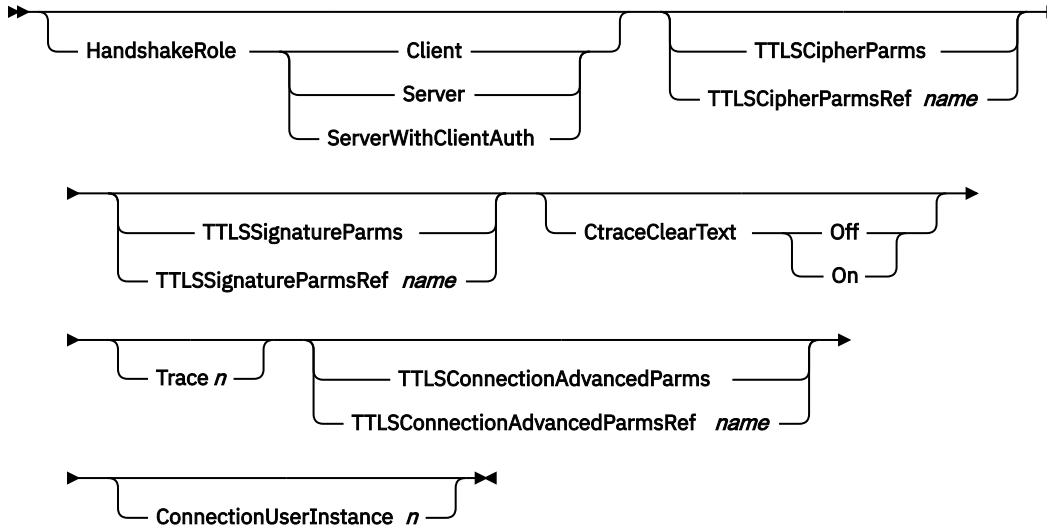 HandshakeRole Client TTLSCipherParms
Server TTLSCipherParmsRef name
ServerWithClientAuth
TTLSSignatureParms CtraceClearText Off
TTLSSignatureParmsRef name On
Trace n TTLSConnectionAdvancedParms
TTLSConnectionAdvancedParmsRef name
ConnectionUserInstance n